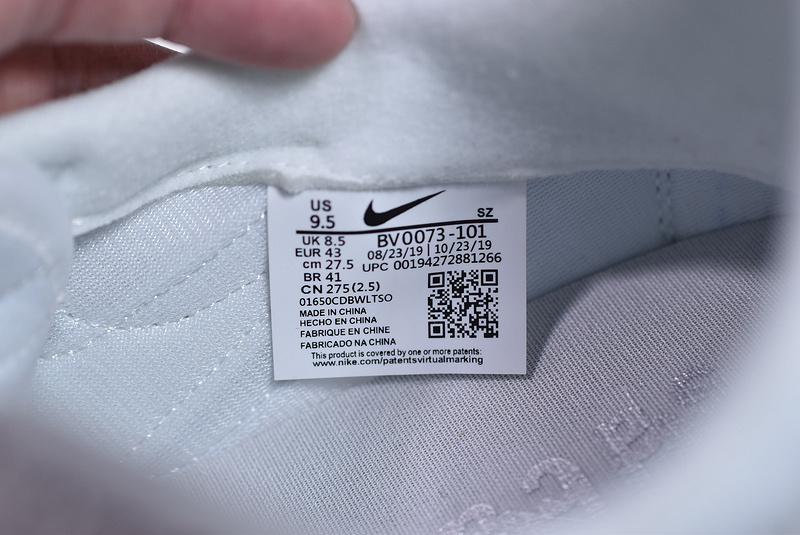 US
9.5
SZ
UK 8.5
EUR 43
cm 27.5
BR 41
CN 275(2.5)
BV0073-101
08/23/19 | 10/23/19
UPC 00194272881266
01650CDBWLTSO
MADE IN CHINA
HECHO EN CHINA
FABRIQUE EN CHINE
FABRICADO NA CHINA
This product is covered by one or more patents:
www.nike.com/patentsvirtualmarking